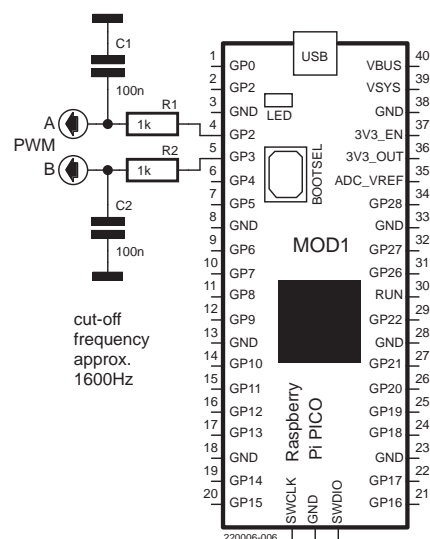 C1
100n
A
R1
1k
PWM
R2
B
1k
C2
100n
cut-off
frequency
approx.
1600Hz
USB
LED
BOOTSEL
MOD1
Raspberry
Pi PICO
1 GP0
2 GP2
3 GND
4 GP2
5 GP3
6 GP4
7 GP5
8 GND
9 GP6
10 GP7
11 GP8
12 GP9
13 GND
14 GP10
15 GP11
16 GP12
17 GP13
18 GND
19 GP14
20 GP15
VBUS 40
VSYS 39
GND 38
3V3_EN 37
3V3_OUT 36
ADC_VREF 35
GP28 34
GND 33
GP27 32
GP26 31
RUN 30
GP22 29
GND 28
GP21 27
GP20 26
GP19 25
GP18 24
GND 23
GP17 22
GP16 21
SWCLK
GND
SWDIO
220006-006